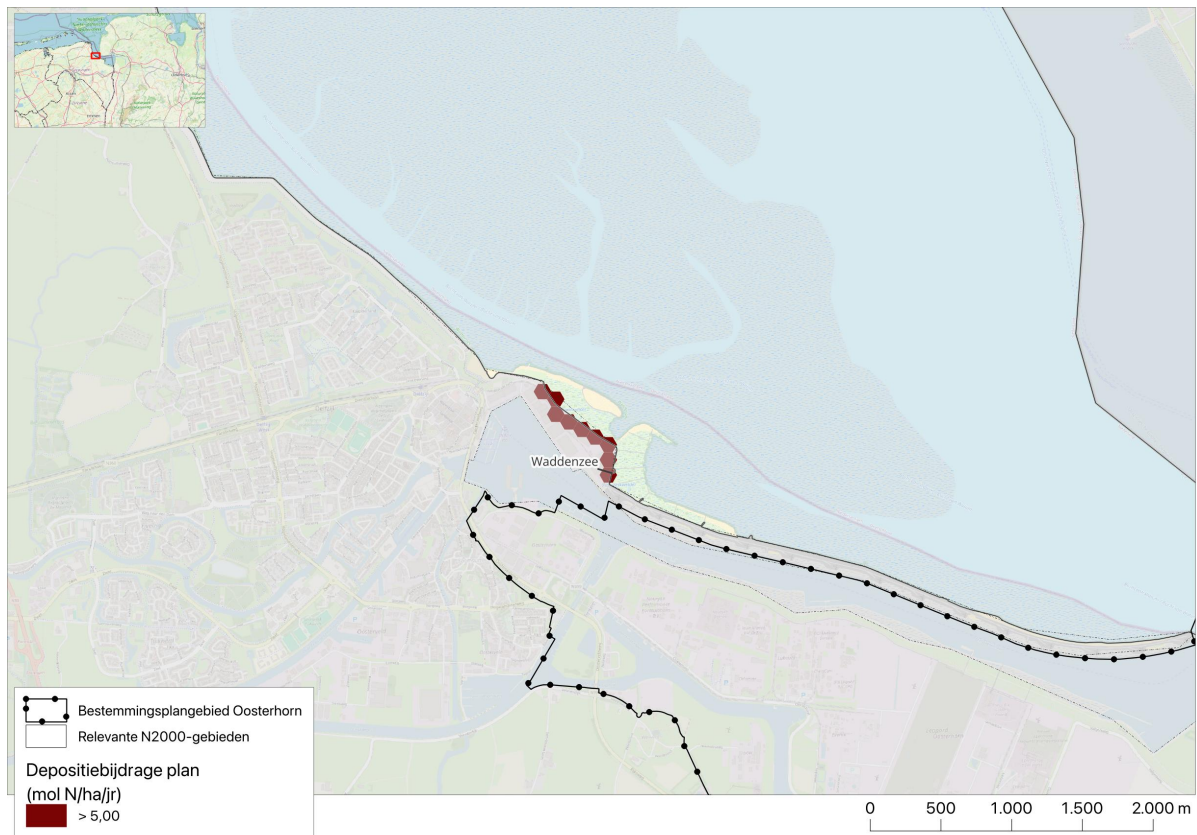 Waddenzee
Bestemmingsplangebied Oosterhorn
Relevante N2000-gebieden
Depositiebijdrage plan
(mol N/ha/jr)
> 5,00
0 500 1.000 1.500 2.000 m